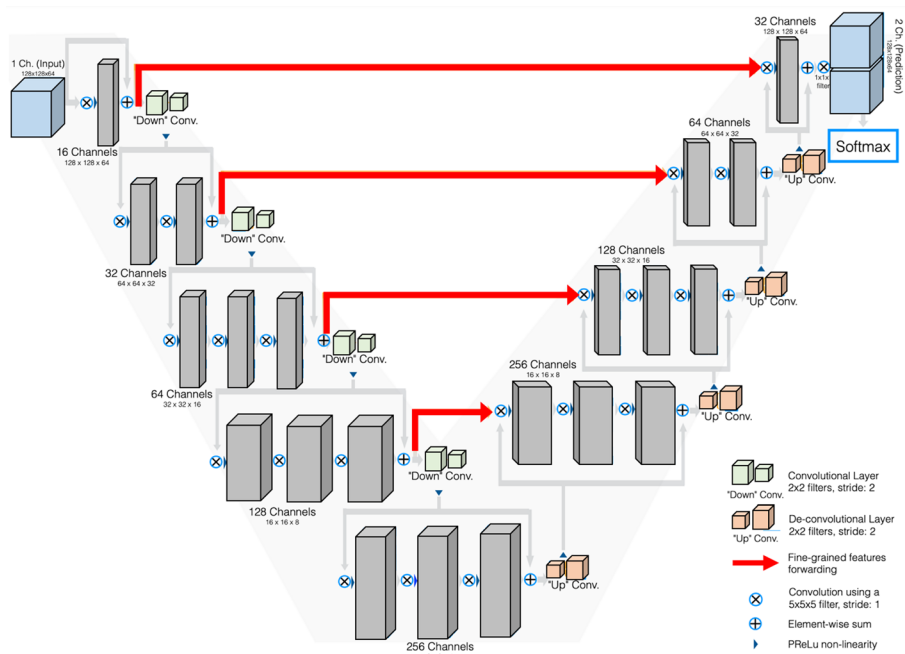 1 Ch. (Input)
128x128x64
16 Channels
128 x 128 x 64
"Down" Conv.
32 Channels
64 x 64 x 32
"Down" Conv.
64 Channels
32 x 32 x 16
"Down" Conv.
128 Channels
16 x 16 x 8
"Down" Conv.
256 Channels
"Up" Conv.
256 Channels
16 x 16 x 8
"Up" Conv.
128 Channels
32 x 32 x 16
"Up" Conv.
64 Channels
64 x 64 x 32
"Up" Conv.
32 Channels
128 x 128 x 64
1x1x
filter
2 Ch. (Prediction)
128x128x64
Softmax
"Down" Conv.
Convolutional Layer
2x2 filters, stride: 2
"Up" Conv.
De-convolutional Layer
2x2 filters, stride: 2
Fine-grained features
forwarding
Convolution using a
5x5x5 filter, stride: 1
Element-wise sum
PReLu non-linearity